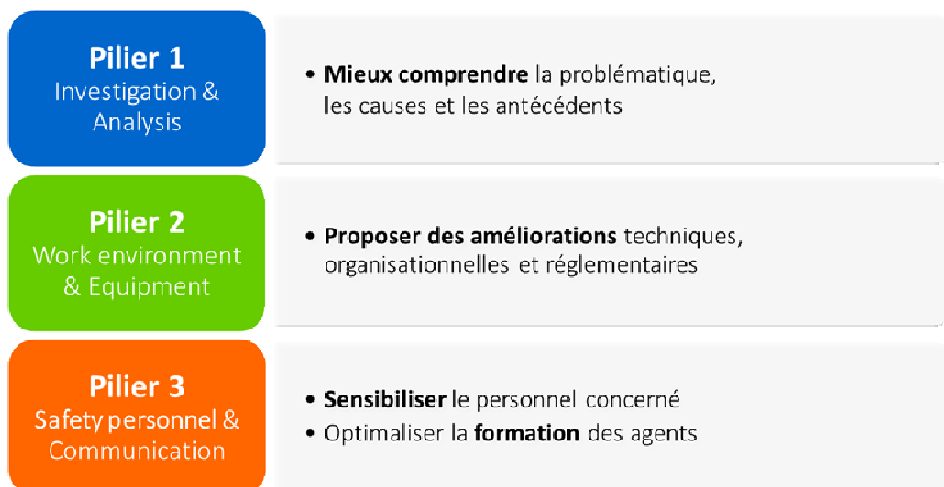 Pilier 1
Investigation &
Analysis
• Mieux comprendre la problématique,
les causes et les antécédents
Pilier 2
Work environment
& Equipment
• Proposer des améliorations techniques,
organisationnelles et réglementaires
Pilier 3
Safety personnel &
Communication
• Sensibiliser le personnel concerné
• Optimaliser la formation des agents